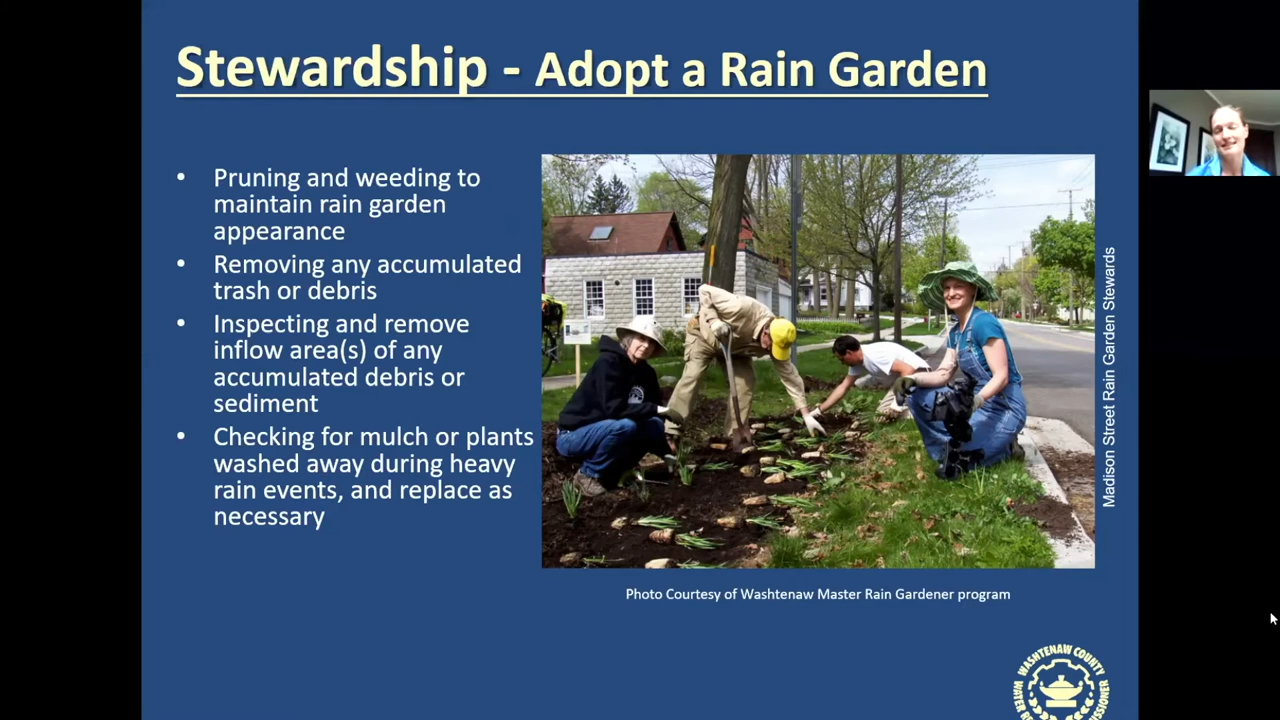 Stewardship - Adopt a Rain Garden
• Pruning and weeding to
maintain rain garden
appearance
• Removing any accumulated
trash or debris
• Inspecting and remove
inflow area(s) of any
accumulated debris or
sediment
• Checking for mulch or plants
washed away during heavy
rain events, and replace as
necessary
Madison Street Rain Garden Stewards
Photo Courtesy of Washtenaw Master Rain Gardener program
WASHTENAW COUNTY